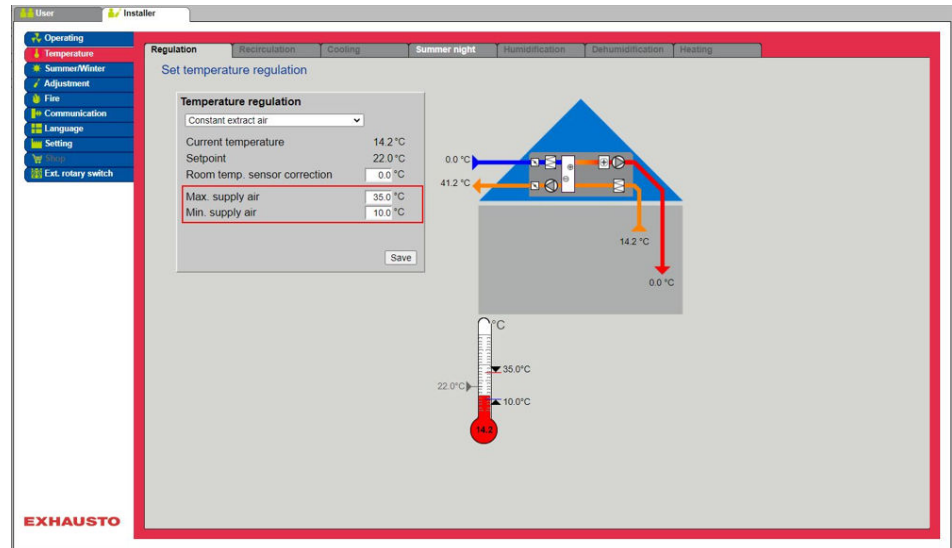 User
Installer
Operating
Temperature
Summer/Winter
Adjustment
Fire
Communication
Language
Setting
Shop
Ext. rotary switch
Regulation
Recirculation
Cooling
Summer night
Humidification
Dehumidification
Heating
Set temperature regulation
Temperature regulation
Constant extract air
Current temperature 14.2 °C
Setpoint 22.0 °C
Room temp. sensor correction 0.0 °C
Max. supply air 35.0 °C
Min. supply air 10.0 °C
Save
0.0 °C
41.2 °C
14.2 °C
0.0 °C
°C
35.0°C
22.0°C
10.0°C
14.2
EXHAUSTO